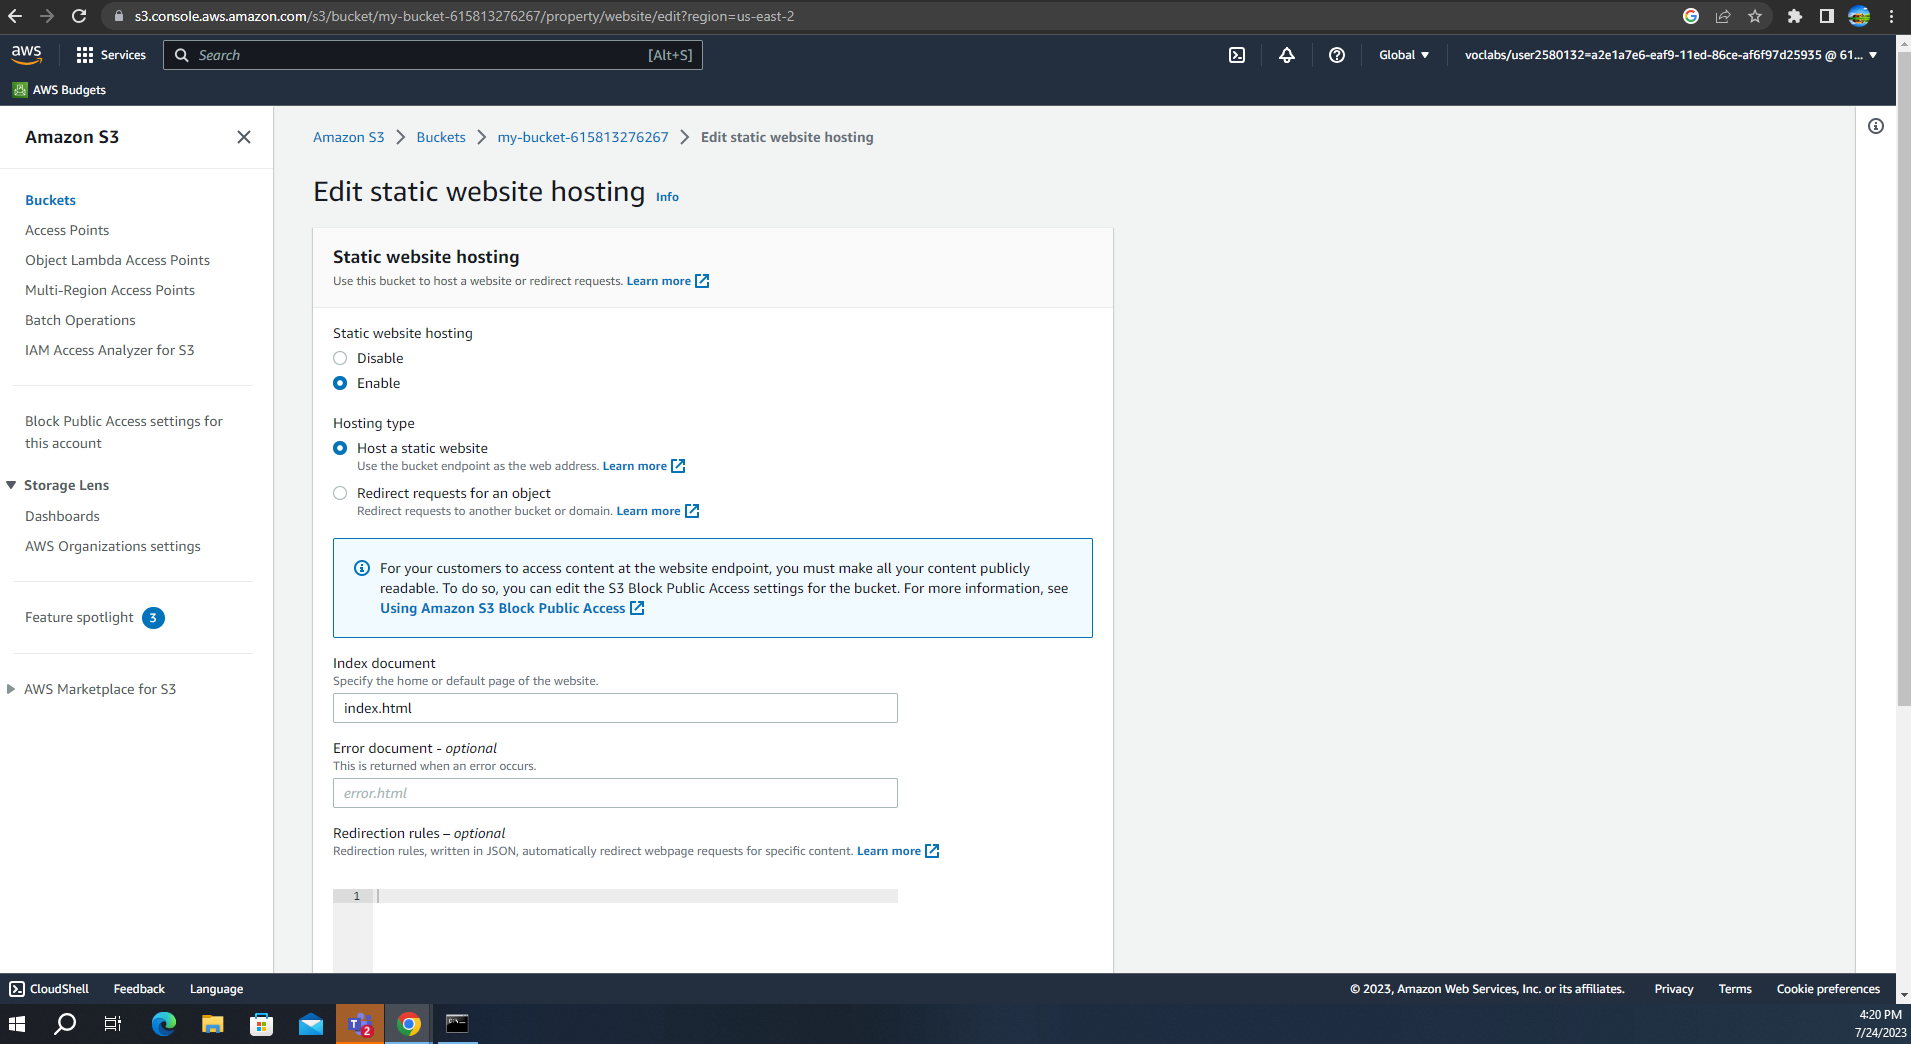 s3.console.aws.amazon.com/s3/bucket/my-bucket-615813276267/property/website/edit?region=us-east-2
aws
Services
Search
[Alt+S]
Global
voclabs/user2580132=a2e1a7e6-eaf9-11ed-86ce-af6f97d25935 @ 61...
AWS Budgets
Amazon S3
Buckets
Access Points
Object Lambda Access Points
Multi-Region Access Points
Batch Operations
IAM Access Analyzer for S3
Block Public Access settings for
this account
Storage Lens
Dashboards
AWS Organizations settings
Feature spotlight 3
AWS Marketplace for S3
Amazon S3 > Buckets > my-bucket-615813276267 > Edit static website hosting
Edit static website hosting Info
Static website hosting
Use this bucket to host a website or redirect requests. Learn more
Static website hosting
Disable
Enable
Hosting type
Host a static website
Use the bucket endpoint as the web address. Learn more
Redirect requests for an object
Redirect requests to another bucket or domain. Learn more
For your customers to access content at the website endpoint, you must make all your content publicly
readable. To do so, you can edit the S3 Block Public Access settings for the bucket. For more information, see
Using Amazon S3 Block Public Access
Index document
Specify the home or default page of the website.
index.html
Error document - optional
This is returned when an error occurs.
error.html
Redirection rules – optional
Redirection rules, written in JSON, automatically redirect webpage requests for specific content. Learn more
1
CloudShell
Feedback
Language
© 2023, Amazon Web Services, Inc. or its affiliates.
Privacy
Terms
Cookie preferences
2
4:20 PM
7/24/2023